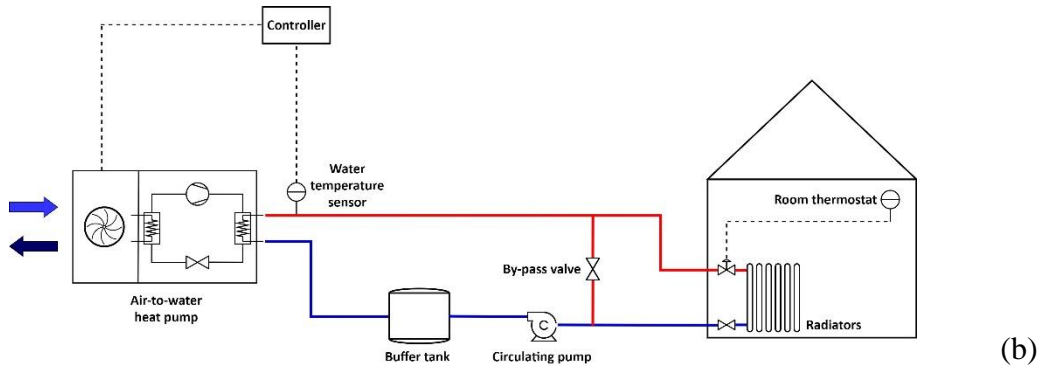 Controller
Water
temperature
sensor
Room thermostat
By-pass valve
Air-to-water
heat pump
Radiators
Buffer tank
C
Circulating pump
(b)